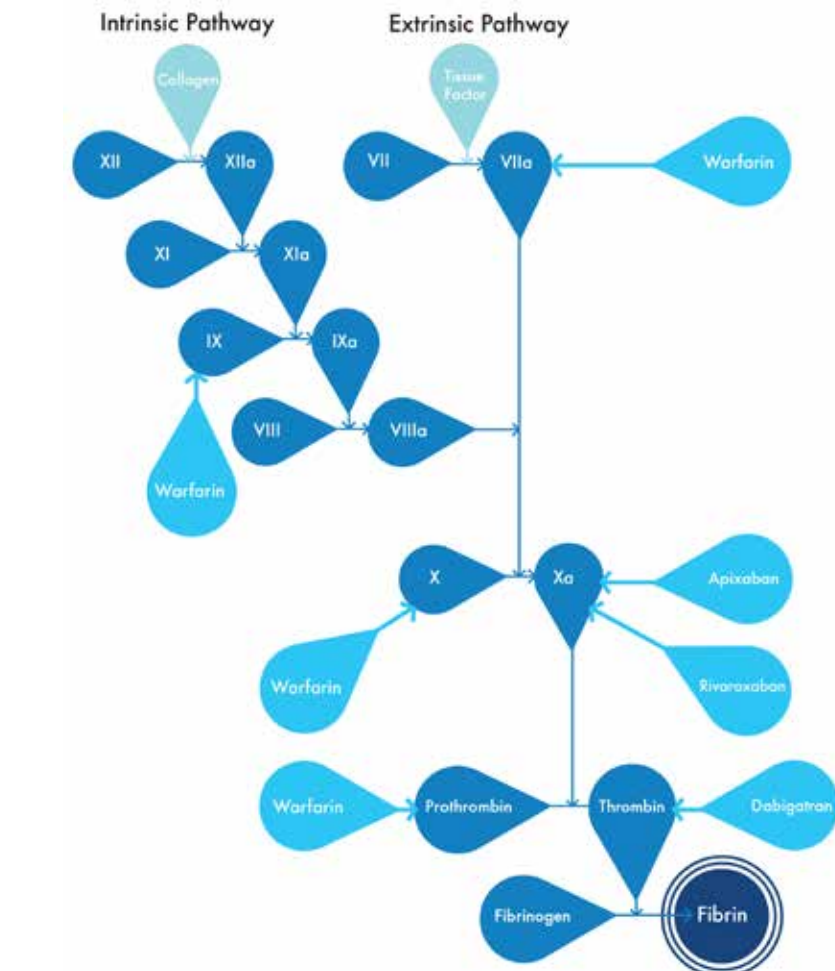 Intrinsic Pathway
Extrinsic Pathway
Collagen
Tissue
Factor
XII
XIIa
VII
VIIa
Warfarin
XI
XIa
IX
IXa
VIII
VIIIa
Warfarin
X
Xa
Apixaban
Warfarin
Rivaroxaban
Warfarin
Prothrombin
Thrombin
Dabigatran
Fibrinogen
Fibrin